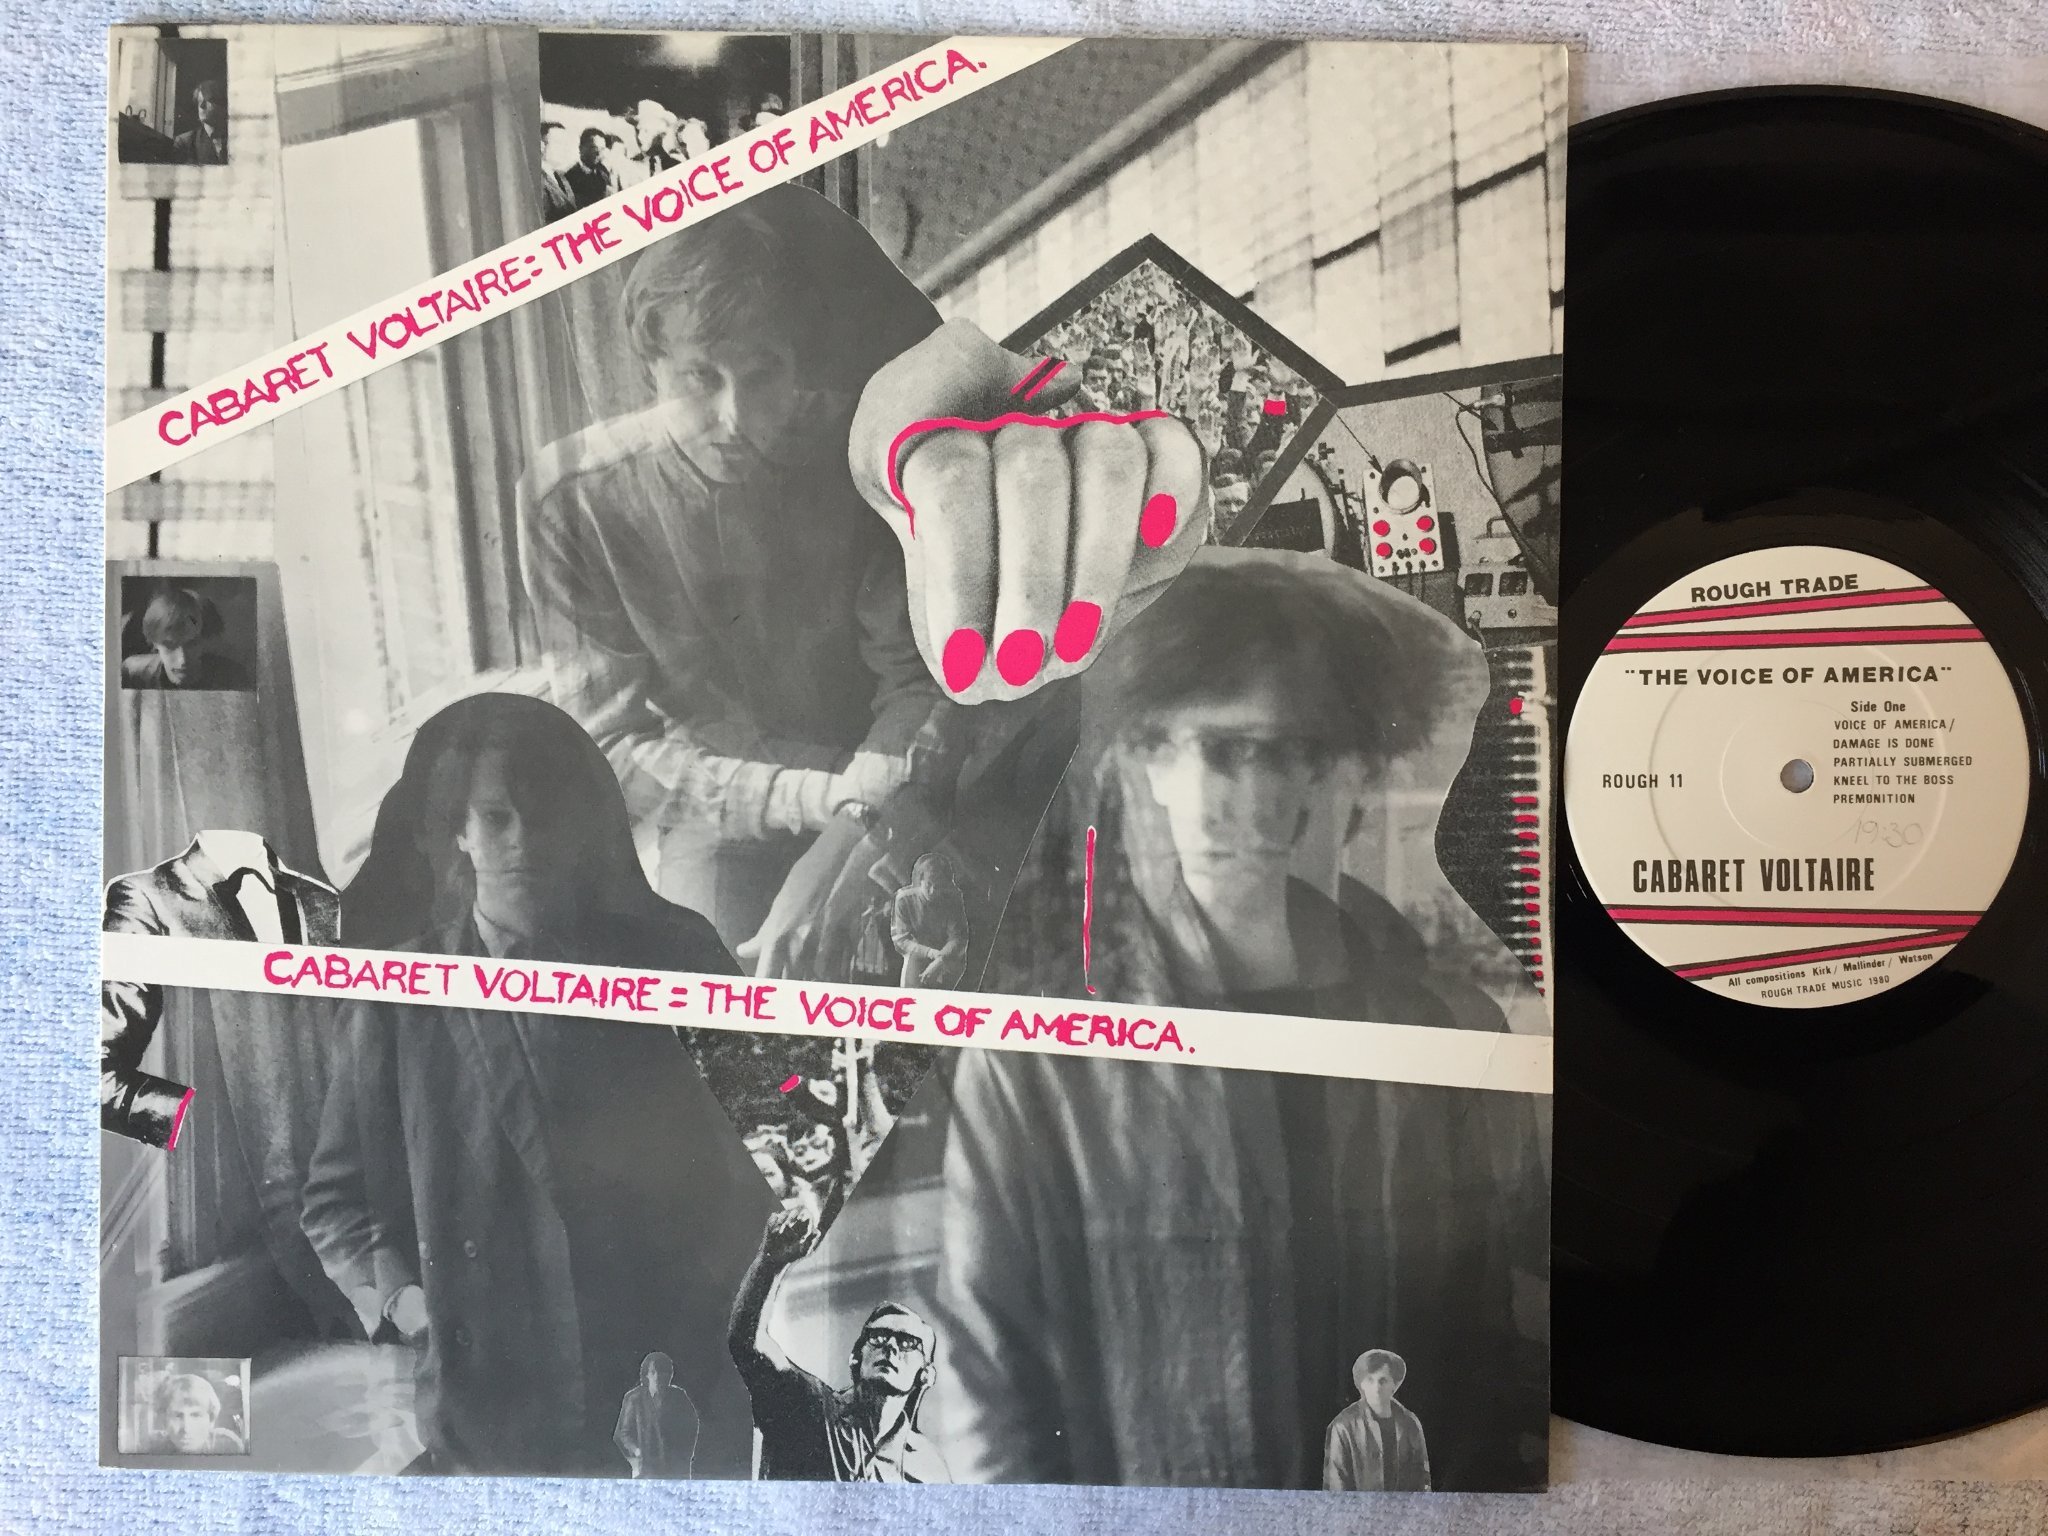 CABARET VOLTAIRE: THE VOICE OF AMERICA.
CABARET VOLTAIRE = THE VOICE OF AMERICA.
ROUGH TRADE
"THE VOICE OF AMERICA"
Side One
VOICE OF AMERICA/
DAMAGE IS DONE
PARTIALLY SUBMERGED
KNEEL TO THE BOSS
PREMONITION
ROUGH 11
19:30
CABARET VOLTAIRE
All compositions Kirk/ Mallinder/ Watson
ROUGH TRADE MUSIC 1980